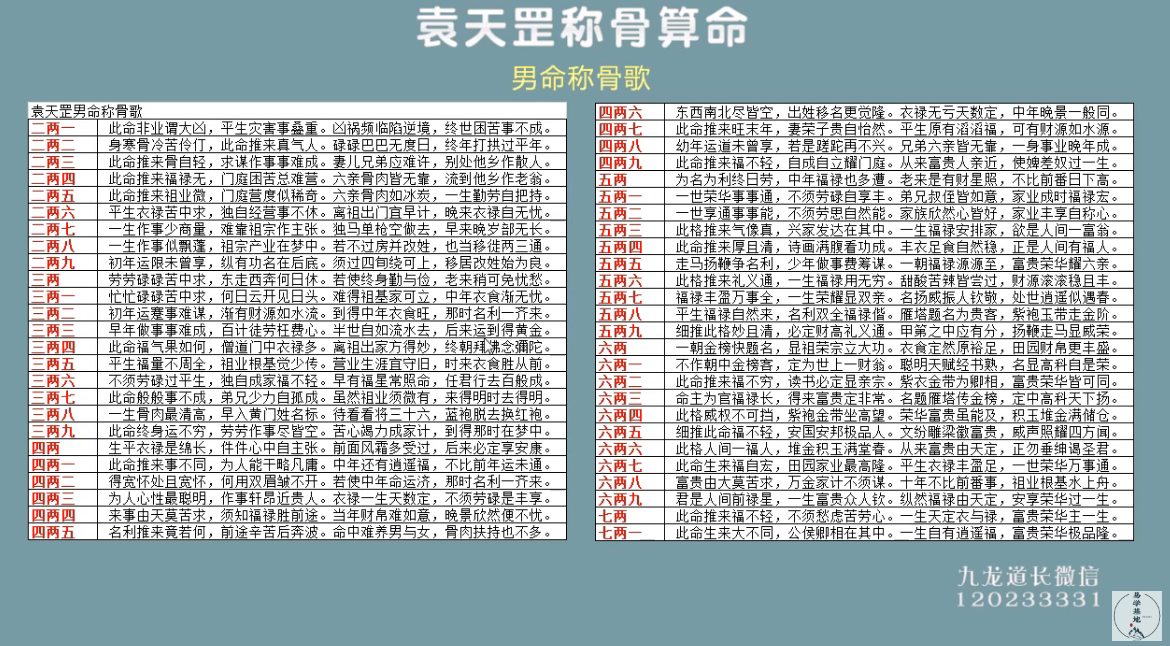 袁天罡称骨算命
男命称骨歌
袁天罡男命称骨歌
二两一 此命非业谓大凶，平生灾害事叠重。凶祸频临陷逆境，终世困苦事不成。
二两二 身寒骨冷苦伶仃，此命推来真气人。碌碌巴巴无度日，终年打拱过平年。
二两三 此命推来骨自轻，求谋作事事难成。妻儿兄弟应难许，别处他乡作散人。
二两四 此命推来福禄无，门庭困苦总难营。六亲骨肉皆无靠，流到他乡作老翁。
二两五 此命推来祖业微，门庭营度似稀奇。六亲骨肉如冰炭，一生勤劳自把持。
二两六 平生衣禄苦中求，独自经营事不休。离祖出门宜早计，晚来衣禄自无忧。
二两七 一生作事少商量，难靠祖宗作主张。独马单枪空做去，早来晚岁部无长。
二两八 一生作事似飘蓬，祖宗产业在梦中。若不过房并改姓，也当移徙两三通。
二两九 初年运限未曾享，纵有功名在后底。须过四旬绕可上，移居改姓始为良。
三两 劳劳碌碌苦中求，东走西奔何日休。若使终身勤与俭，老来稍可免忧愁。
三两一 忙忙碌碌苦中求，何日云开见日头。难得祖基家可立，中年衣食渐无忧。
三两二 初年运蹇事难谋，渐有财源如水流。到得中年衣食旺，那时名利一齐来。
三两三 早年做事事难成，百计徒劳枉费心。半世自如流水去，后来运到得黄金。
三两四 此命福气果如何，僧道门中衣禄多。离祖出家方得妙，终朝拜佛念彌陀。
三两五 平生福量不周全，祖业根基觉少传。营业生涯宜守旧，时来衣食胜从前。
三两六 不须劳碌过平生，独自成家福不轻。早有福星常照命，任君行去百般成。
三两七 此命般般事不成，弟兄少力自孤成。虽然祖业须微有，来得明时去得明。
三两八 一生骨肉最清高，早入黄门姓名标。待看看将三十六，蓝袍脱去换红袍。
三两九 此命终身运不穷，劳劳作事尽皆空。苦心竭力成家计，到得那时在梦中。
四两 生平衣禄是绵长，件件心中自主张。前面风霜多受过，后来必定享安康。
四两一 此命推来事不同，为人能干略凡庸。中年还有逍遥福，不比前年运未通。
四两二 得宽怀处且宽怀，何用双眉皱不开。若使中年命运济，那时名利一齐来。
四两三 为人心性最聪明，作事轩昂近贵人。衣禄一生天数定，不须劳碌是丰享。
四两四 来事由天莫苦求，须知福禄胜前途。当年财帛难如意，晚景欣然便不忧。
四两五 名利推来竟若何，前途辛苦后奔波。命中难养男与女，骨肉扶持也不多。
四两六 东西南北尽皆空，出姓移名更觉隆。衣禄无亏天数定，中年晚景一般同。
四两七 此命推来旺末年，妻荣子贵自怡然。平生原有滔滔福，可有财源如水源。
四两八 幼年运道未曾享，若是蹉跎再不兴。兄弟六亲皆无靠，一身事业晚年成。
四两九 此命推来福不轻，自成自立耀门庭。从来富贵人亲近，使婢差奴过一生。
五两 为名为利终日劳，中年福禄也多遭。老来是有财星照，不比前番日下高。
五两一 一世荣华事事通，不须劳碌自享丰。弟兄叔侄皆如意，家业成时福禄宏。
五两二 一世享通事事能，不须劳思自然能。家族欣然心皆好，家业丰享自称心。
五两三 此格推来气像真，兴家发达在其中。一生福禄安排家，欲是人间一富翁。
五两四 此命推来厚且清，诗画满腹看功成。丰衣足食自然稳，正是人间有福人。
五两五 走马扬鞭争名利，少年做事费筹谋。一朝福禄源源至，富贵荣华耀六亲。
五两六 此格推来礼义通，一生福禄用无穷。甜酸苦辣皆尝过，财源滚滚稳且丰。
五两七 福禄丰盈万事全，一生荣耀显双亲。名扬威振人钦敬，处世逍遥似遇春。
五两八 平生福禄自然来，名利双全福禄偕。雁塔题名为贵客，紫袍玉带走金阶。
五两九 细推此格妙且清，必定财高礼义通。甲第之中应有分，扬鞭走马显威荣。
六两 一朝金榜快题名，显祖荣宗立大功。衣食定然原裕足，田园财帛更丰盛。
六两一 不作朝中金榜客，定为世上一财翁。聪明天赋经书熟，名显高科自是荣。
六两二 此命推来福不穷，读书必定显亲宗。紫衣金带为卿相，富贵荣华皆可同。
六两三 命主为官福禄长，得来富贵定非常。名题雁塔传金榜，定中高科天下扬。
六两四 此格威权不可挡，紫袍金带坐高望。荣华富贵虽能及，积玉堆金满储仓。
六两五 细推此命福不轻，安国安邦极品人。文纷雕梁徽富贵，威声照耀四方闻。
六两六 此格人间一福人，堆金积玉满堂春。从来富贵由天定，正勿垂绅谒圣君。
六两七 此命生来福自宏，田园家业最高隆。平生衣禄丰盈足，一世荣华万事通。
六两八 富贵由大莫苦求，万金家计不须谋。十年不比前番事，祖业根基水上舟。
六两九 君是人间前禄星，一生富贵众人钦。纵然福禄由天定，安享荣华过一生。
七两 此命推来福不轻，不须愁虑苦劳心。一生天定衣与禄，富贵荣华主一生。
七两一 此命生来大不同，公侯卿相在其中。一生自有逍遥福，富贵荣华极品隆。
九龙道长微信
120233331
易学基地